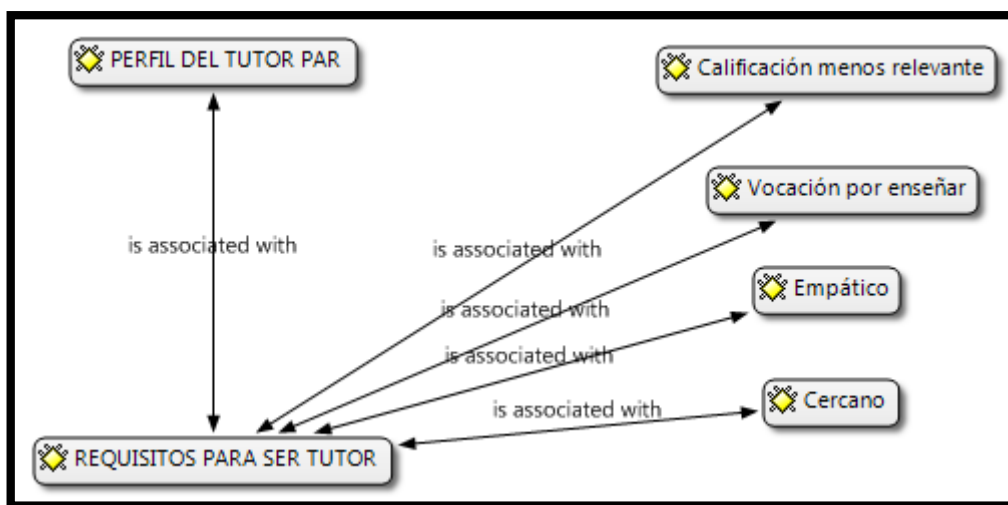 PERFIL DEL TUTOR PAR
Calificación menos relevante
Vocación por enseñar
is associated with
is associated with
Empático
is associated with
is associated with
Cercano
is associated with
REQUISITOS PARA SER TUTOR